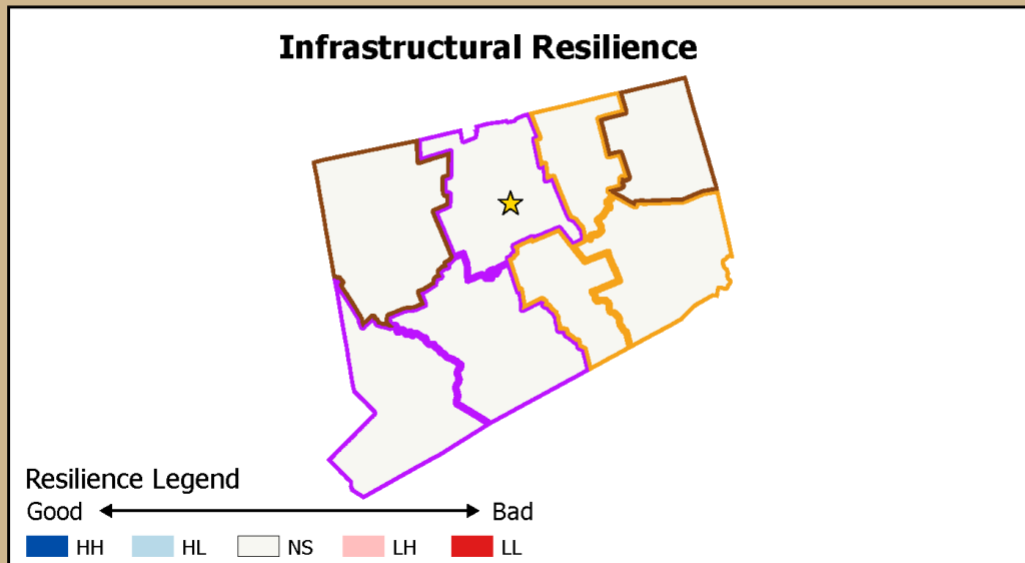 Infrastructural Resilience
Resilience Legend
Good Bad
HH HL NS LH LL